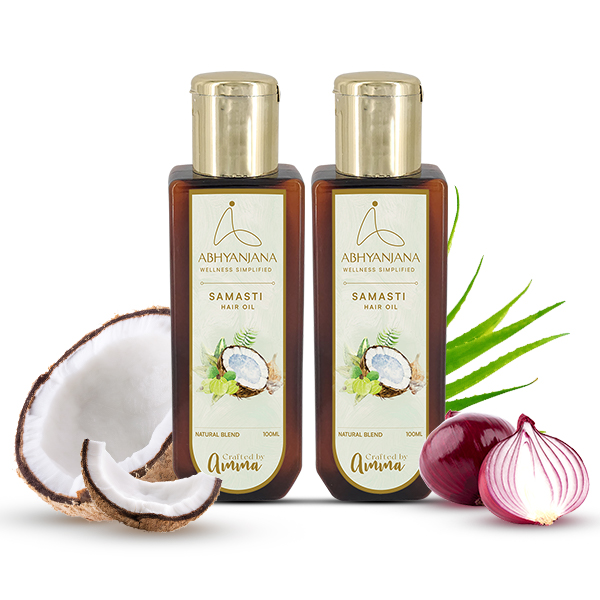 ABHYANJANA
WELLNESS SIMPLIFIED
SAMASTI
HAIR OIL
NATURAL BLEND 100ML
Crafted by
Amma
ABHYANJANA
WELLNESS SIMPLIFIED
SAMASTI
HAIR OIL
NATURAL BLEND 100ML
Crafted by
Amma